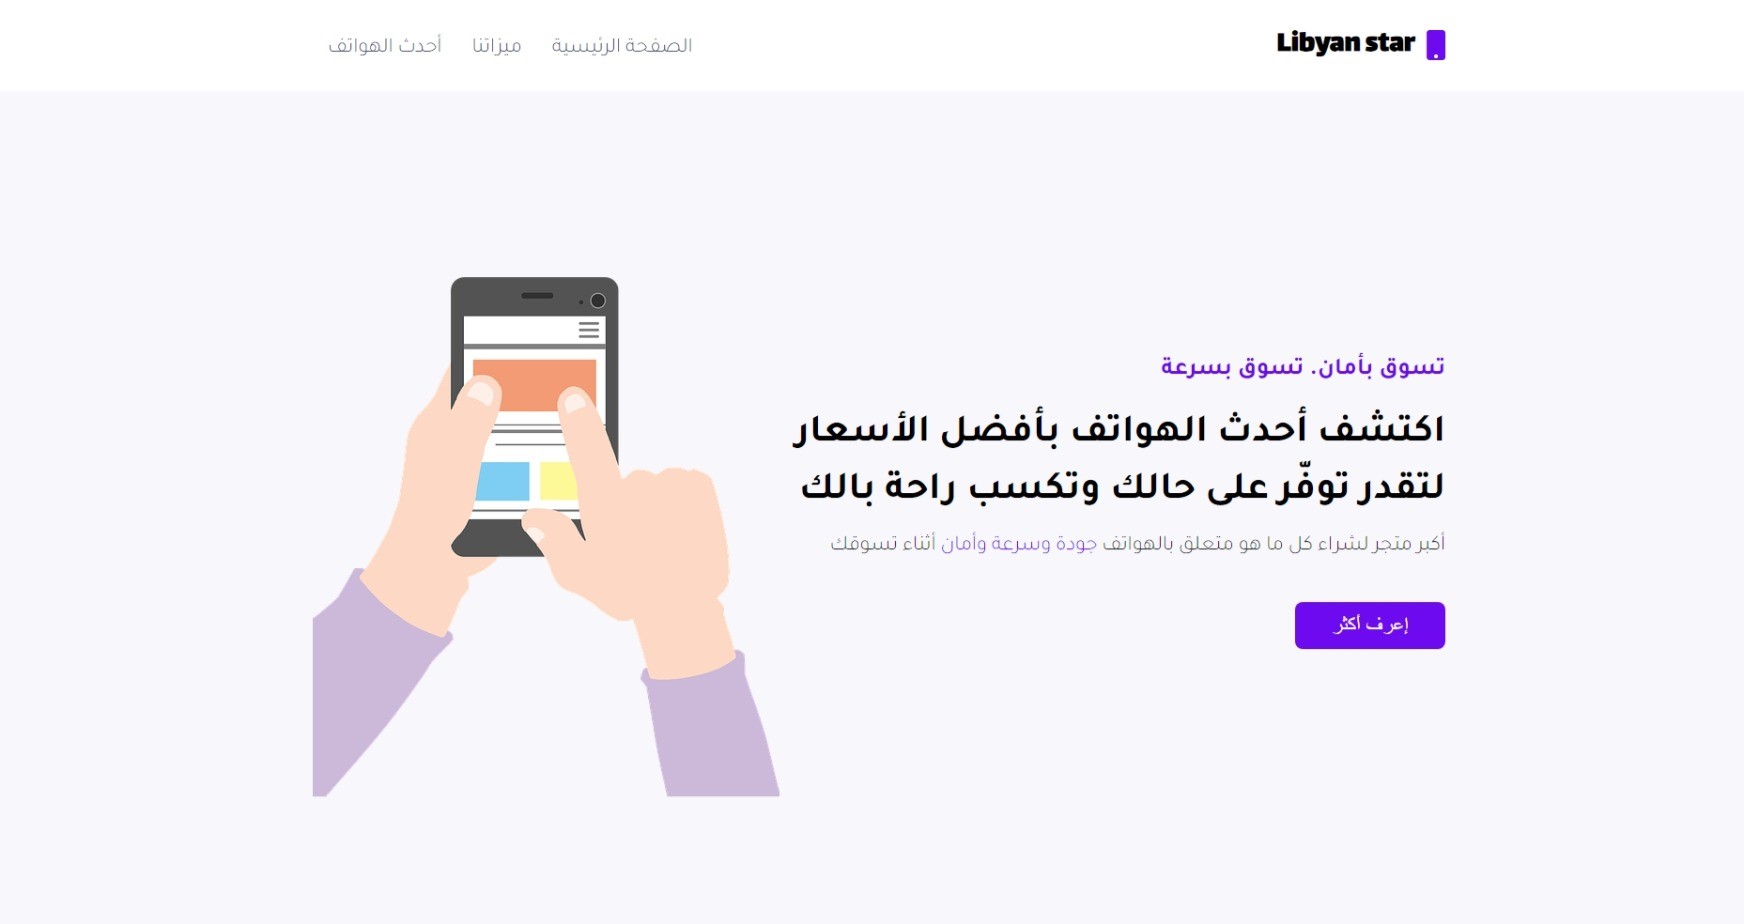 Libyan star
الصفحة الرئيسية
ميزاتنا
أحدث الهواتف
تسوق بأمان. تسوق بسرعة
اكتشف أحدث الهواتف بأفضل الأسعار
لتقدر توفّر على حالك وتكسب راحة بالك
أكبر متجر لشراء كل ما هو متعلق بالهواتف جودة وسرعة وأمان أثناء تسوقك
إعرف أكثر